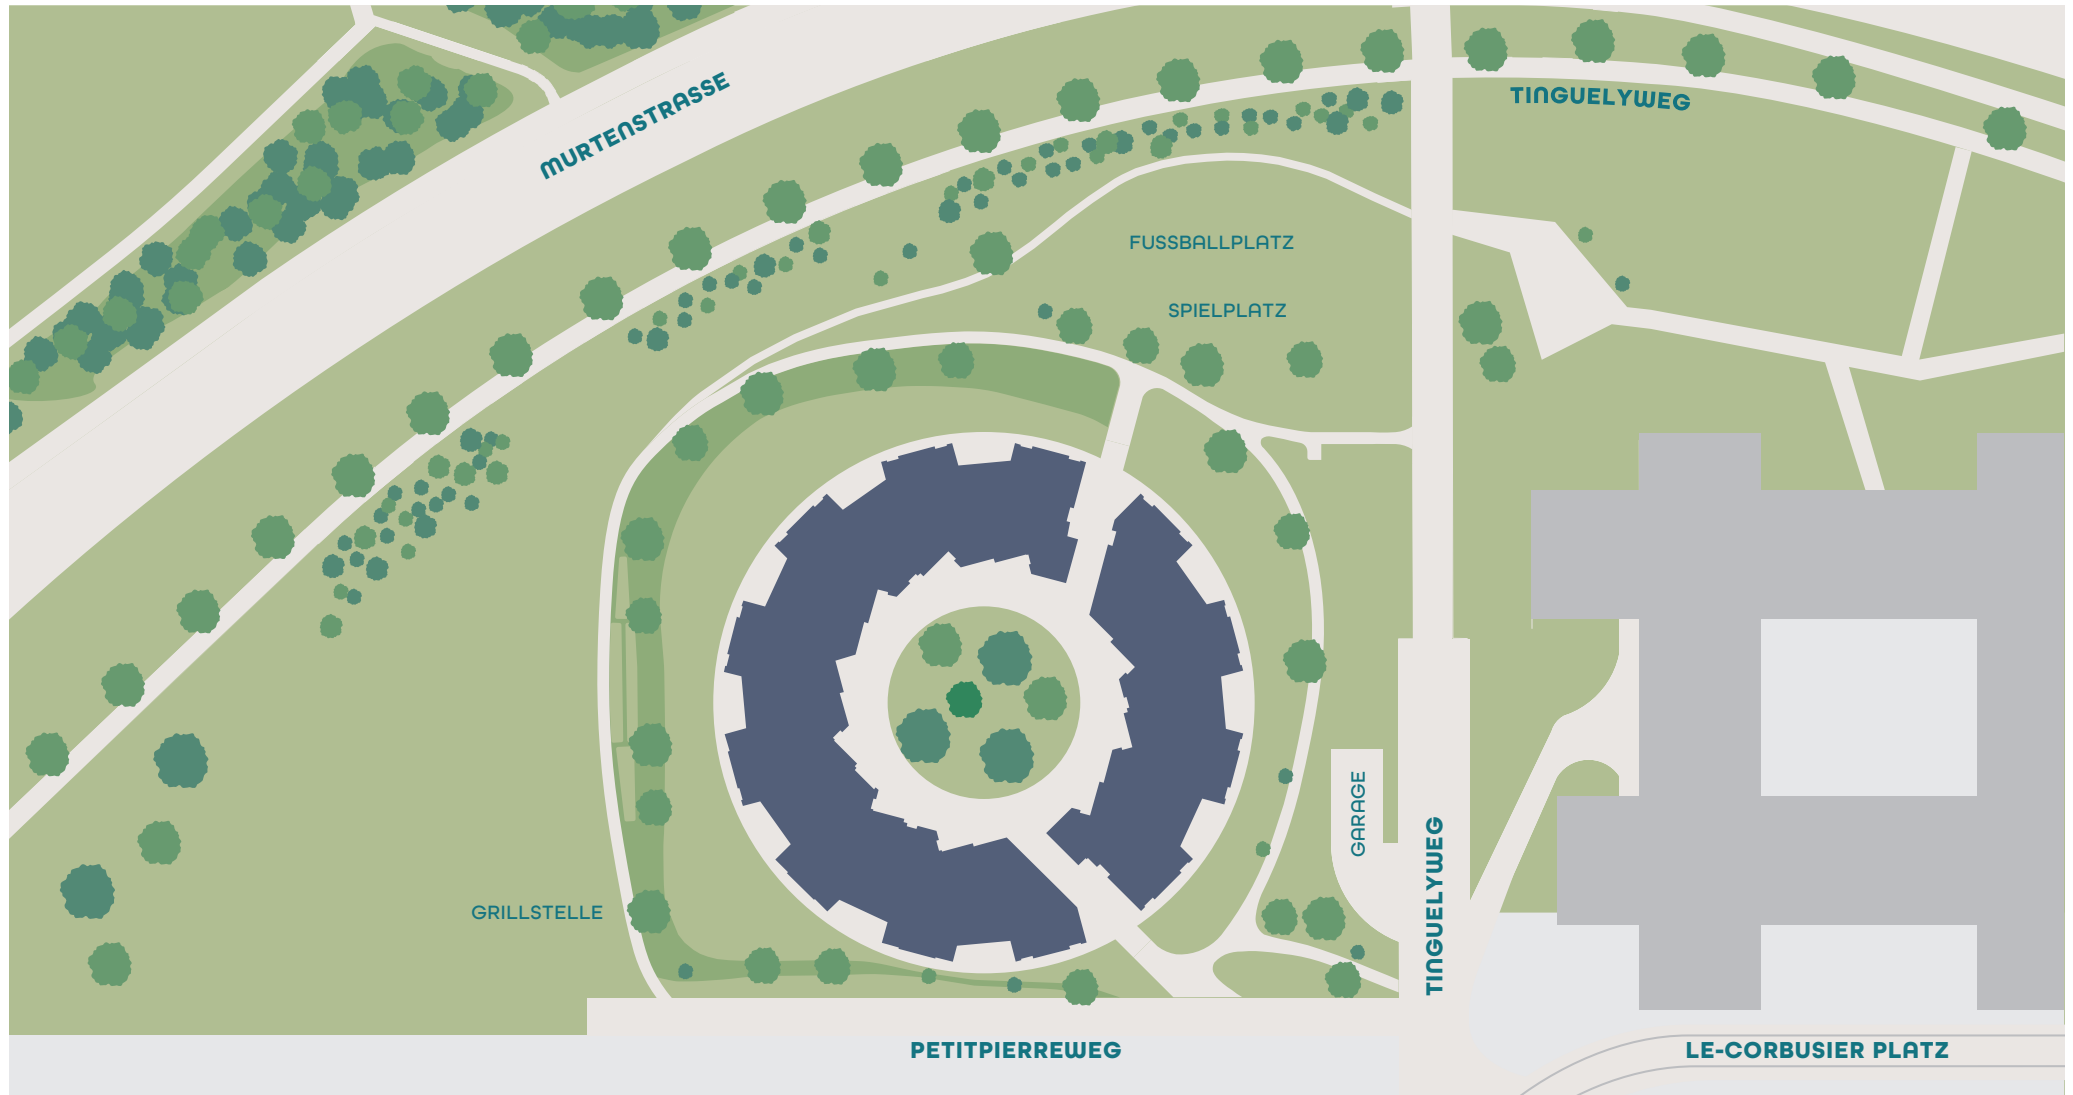 MURTENSTRASSE
TINGUELYWEG
FUSSBALLPLATZ
SPIELPLATZ
GARAGE
TINGUELYWEG
GRILLSTELLE
PETITPIERREWEG
LE-CORBUSIER PLATZ